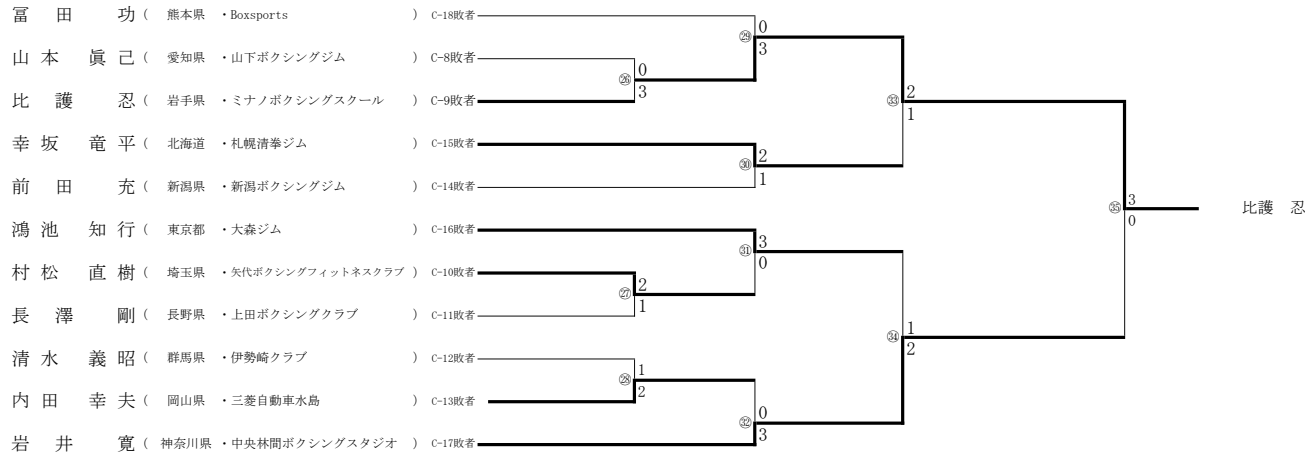 冨田 功 ( 熊本県 ・Boxsports ) C-18敗者
0
㉙
3
山本 眞己 ( 愛知県 ・山下ボクシングジム ) C-8敗者
0
㉖
3
比護 忍 ( 岩手県 ・ミナノボクシングスクール ) C-9敗者
2
㉝
1
幸坂 竜平 ( 北海道 ・札幌清拳ジム ) C-15敗者
2
㉚
1
前田 充 ( 新潟県 ・新潟ボクシングジム ) C-14敗者
3
㉟ 比護 忍
0
鴻池 知行 ( 東京都 ・大森ジム ) C-16敗者
3
㉛
0
村松 直樹 ( 埼玉県 ・矢代ボクシングフィットネスクラブ ) C-10敗者
2
㉗
1
長澤 剛 ( 長野県 ・上田ボクシングクラブ ) C-11敗者
1
㉞
2
清水 義昭 ( 群馬県 ・伊勢崎クラブ ) C-12敗者
1
㉘
2
内田 幸夫 ( 岡山県 ・三菱自動車水島 ) C-13敗者
0
㉜
3
岩井 寛 ( 神奈川県 ・中央林間ボクシングスタジオ ) C-17敗者